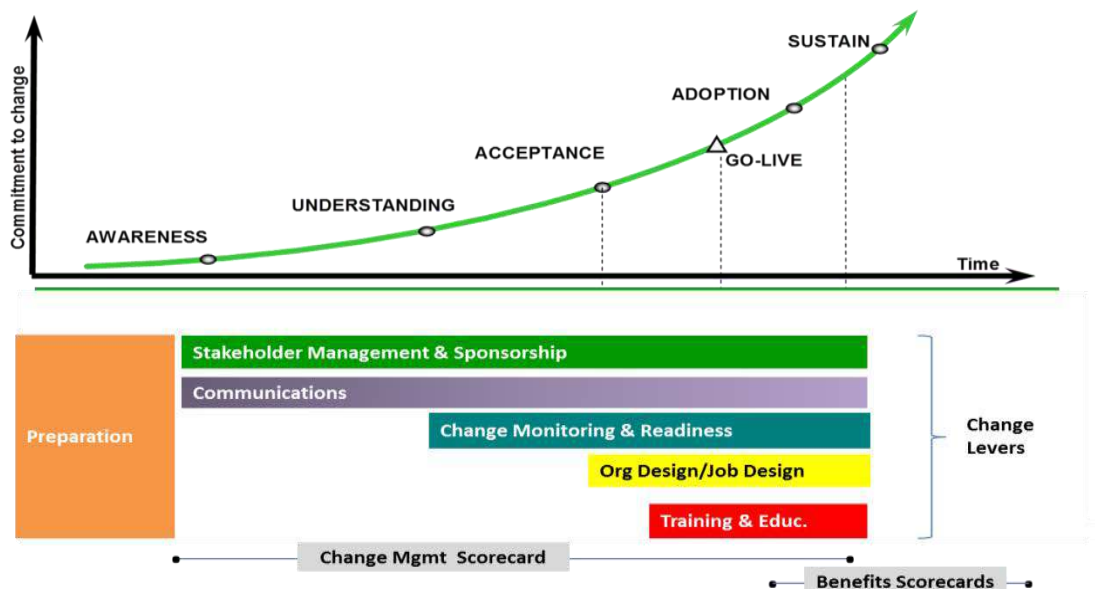 SUSTAIN
ADOPTION
GO-LIVE
ACCEPTANCE
UNDERSTANDING
AWARENESS
Commitment to change
Time
Stakeholder Management & Sponsorship
Communications
Preparation
Change Monitoring & Readiness
Change
Levers
Org Design/Job Design
Training & Educ.
Change Mgmt Scorecard
Benefits Scorecards